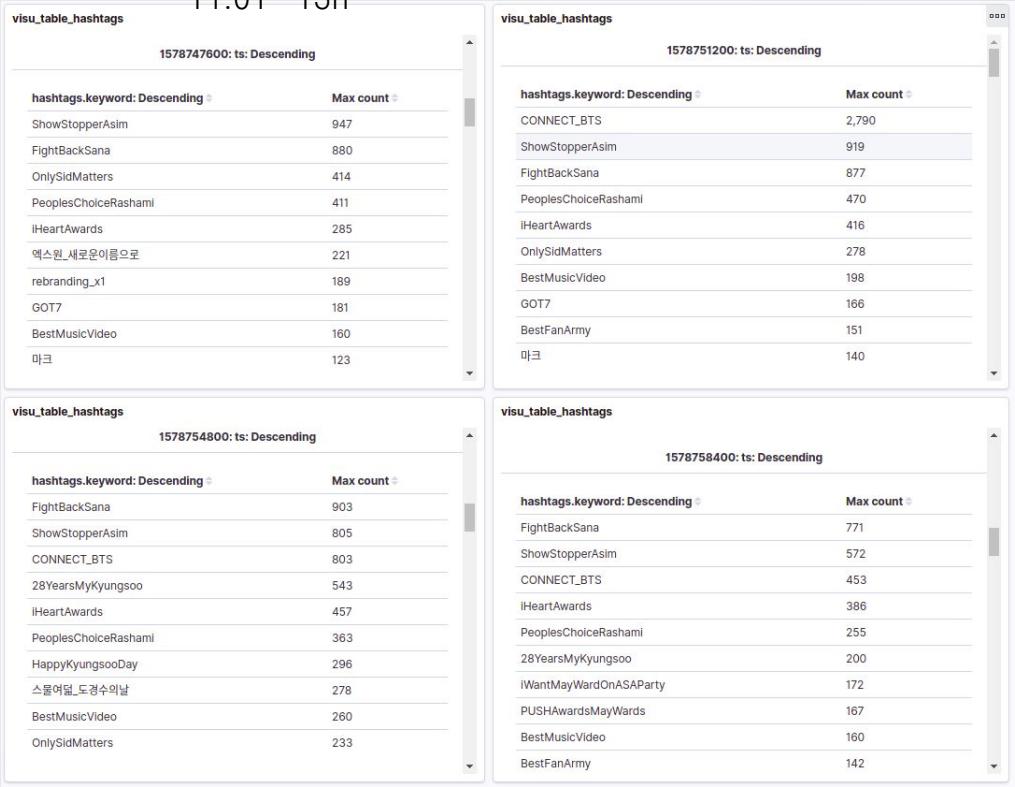 visu_table_hashtags
1578747600: ts: Descending
hashtags.keyword: Descending Max count
ShowStopperAsim 947
FightBackSana 880
OnlySidMatters 414
PeoplesChoiceRashami 411
iHeartAwards 285
엑스원_새로운이름으로 221
rebranding_x1 189
GOT7 181
BestMusicVideo 160
마크 123
visu_table_hashtags
1578751200: ts: Descending
hashtags.keyword: Descending Max count
CONNECT_BTS 2,790
ShowStopperAsim 919
FightBackSana 877
PeoplesChoiceRashami 470
iHeartAwards 416
OnlySidMatters 278
BestMusicVideo 198
GOT7 166
BestFanArmy 151
마크 140
visu_table_hashtags
1578754800: ts: Descending
hashtags.keyword: Descending Max count
FightBackSana 903
ShowStopperAsim 805
CONNECT_BTS 803
28YearsMyKyungsoo 543
iHeartAwards 457
PeoplesChoiceRashami 363
HappyKyungsooDay 296
스물여덟_도경수의날 278
BestMusicVideo 260
OnlySidMatters 233
visu_table_hashtags
1578758400: ts: Descending
hashtags.keyword: Descending Max count
FightBackSana 771
ShowStopperAsim 572
CONNECT_BTS 453
iHeartAwards 386
PeoplesChoiceRashami 255
28YearsMyKyungsoo 200
iWantMayWardOnASAParty 172
PUSHAwardsMayWards 167
BestMusicVideo 160
BestFanArmy 142